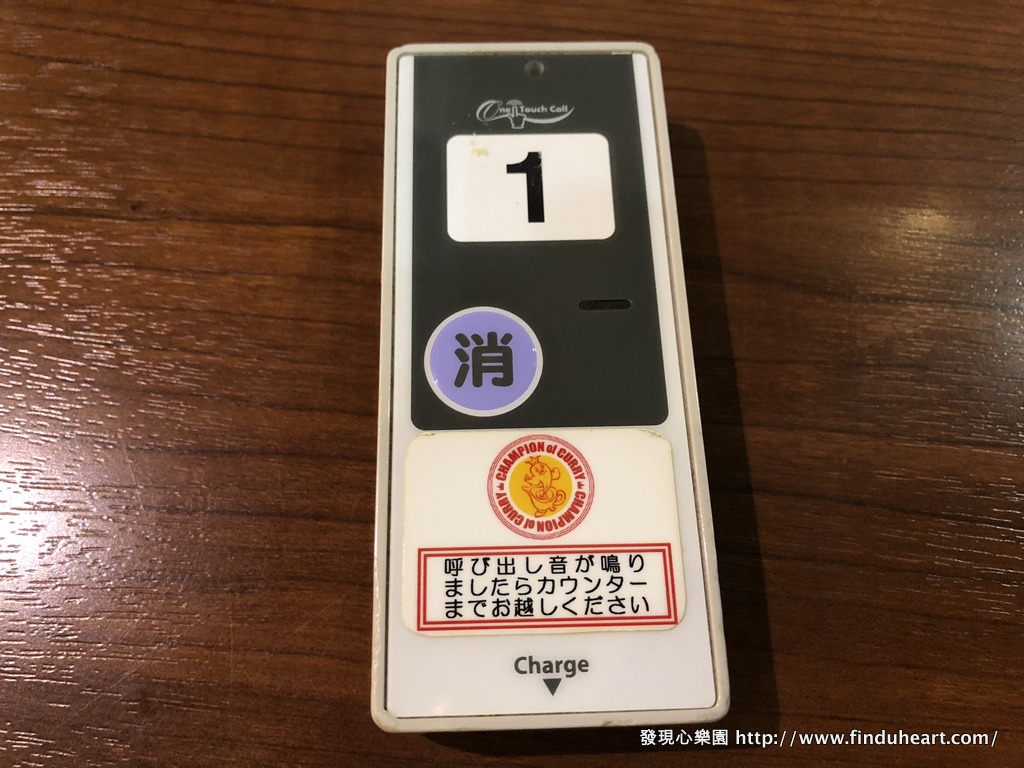 One Touch Call
1
消
CHAMPION of CURRY
CHAMPION of CURRY
呼び出し音が鳴り
ましたらカウンター
までお越しください
Charge
發現心樂園 http://www.finduheart.com/